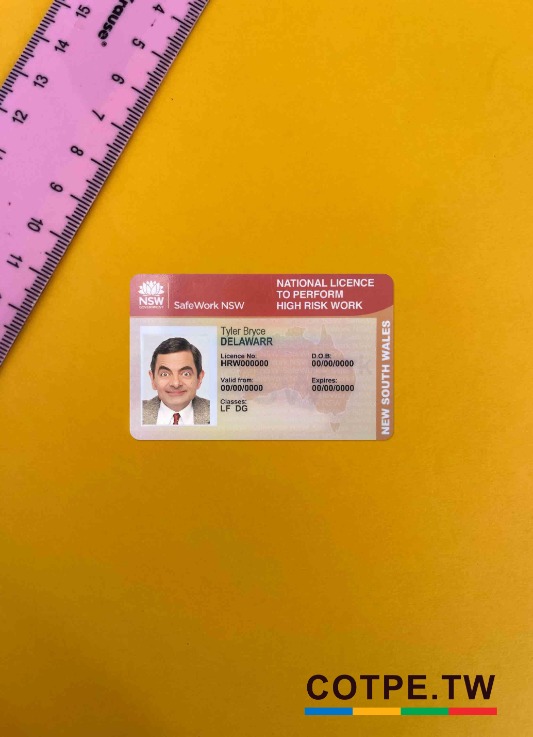 15
14
13
12
5
6
7
8
9
10
11
NSW
GOVERNMENT
SafeWork NSW
NATIONAL LICENCE
TO PERFORM
HIGH RISK WORK
Tyler Bryce
DELAWARR
Licence No:
HRW000000
D.O.B:
00/00/0000
Valid from:
00/00/0000
Expires:
00/00/0000
Classes:
LF DG
NEW SOUTH WALES
COTPE.TW